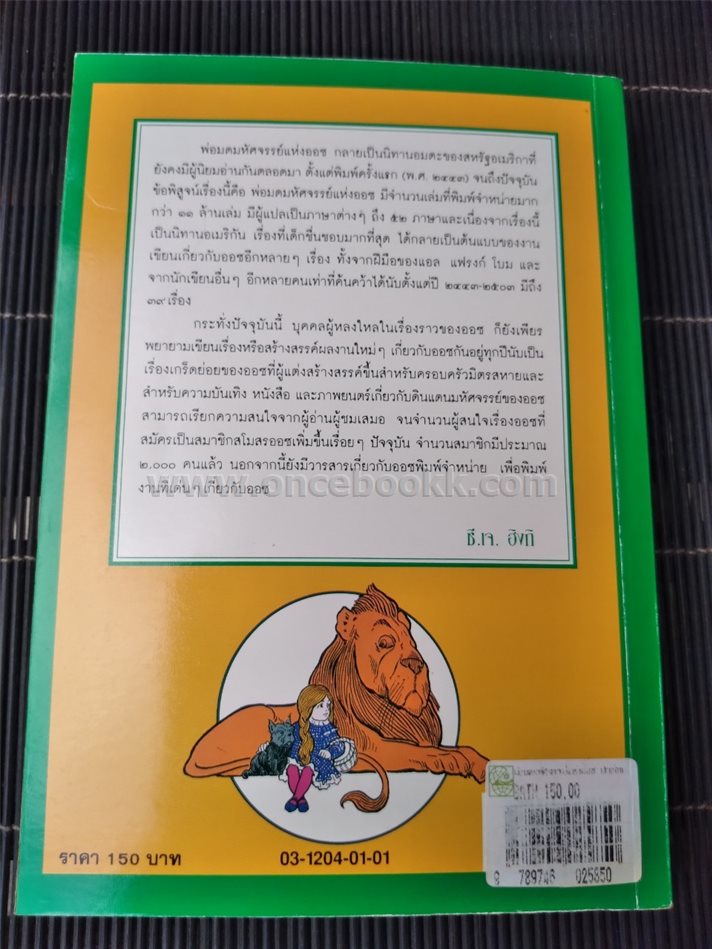 พ่อมดมหัศจรรย์แห่งออซ กลายเป็นนิทานอมตะของสหรัฐอเมริกาที่
ยังคงมีผู้นิยมอ่านกันตลอดมา ตั้งแต่พิมพ์ครั้งแรก (พ.ศ. ๒๔๔๓) จนถึงปัจจุบัน
ข้อพิสูจน์เรื่องนี้คือ พ่อมดมหัศจรรย์แห่งออซ มีจำนวนเล่มที่พิมพ์จำหน่ายมาก
กว่า ๑๑ ล้านเล่ม มีผู้แปลเป็นภาษาต่างๆ ถึง ๕๒ ภาษาและเนื่องจากเรื่องนี้
เป็นนิทานอเมริกัน เรื่องที่เด็กชื่นชอบมากที่สุด ได้กลายเป็นต้นแบบของงาน
เขียนเกี่ยวกับออซอีกหลายๆ เรื่อง ทั้งจากฝีมือของแอล แฟรงก์ โบม และ
จากนักเขียนอื่นๆ อีกหลายคนเท่าที่ค้นคว้าได้นับตั้งแต่ปี ๒๔๔๓-๒๕๐๓ มีถึง
๓๙ เรื่อง
กระทั่งปัจจุบันนี้ บุคคลผู้หลงใหลในเรื่องราวของออซ ก็ยังเพียร
พยายามเขียนเรื่องหรือสร้างสรรค์ผลงานใหม่ๆ เกี่ยวกับออซกันอยู่ทุกปีนับเป็น
เรื่องเกร็ดย่อยของออซที่ผู้แต่งสร้างสรรค์ขึ้นสำหรับครอบครัวมิตรสหายและ
สำหรับความบันเทิง หนังสือ และภาพยนตร์เกี่ยวกับดินแดนมหัศจรรย์ของออซ
สามารถเรียกความสนใจจากผู้อ่านผู้ชมเสมอ จนจำนวนผู้สนใจเรื่องออซที่
สมัครเป็นสมาชิกสโมสรออซเพิ่มขึ้นเรื่อยๆ ปัจจุบัน จำนวนสมาชิกมีประมาณ
๒,๐๐๐ คนแล้ว นอกจากนี้ยังมีวารสารเกี่ยวกับออซพิมพ์จำหน่าย เพื่อพิมพ์
www.oncebookk.com
งานที่เด่นๆ เกี่ยวกับออซ
ซี.เจ. ฮิงกิ
150.00
ราคา 150 บาท
03-1204-01-01
9 789746 025850